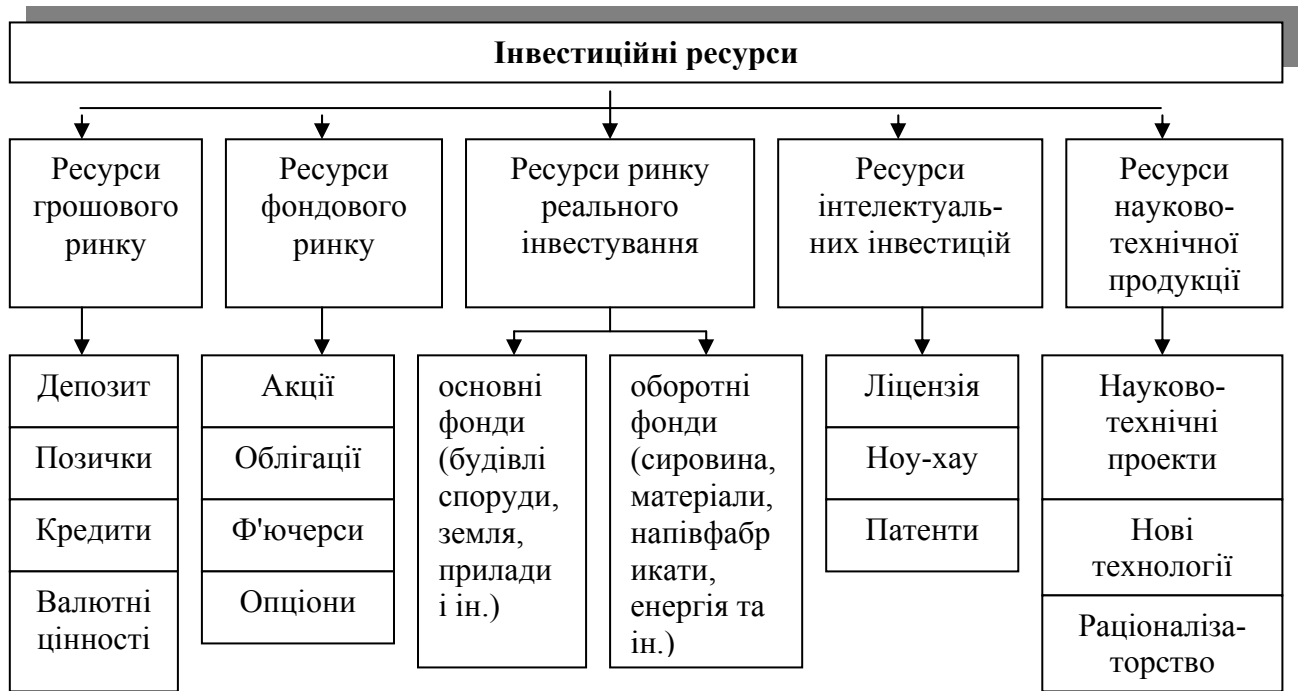 Інвестиційні ресурси
Ресурси
грошового
ринку
Ресурси
фондового
ринку
Ресурси ринку
реального
інвестування
Ресурси
інтелектуаль-
них інвестицій
Ресурси
науково-
технічної
продукції
Депозит
Позички
Кредити
Валютні
цінності
Акції
Облігації
Ф'ючерси
Опціони
основні
фонди
(будівлі
споруди,
земля,
прилади
і ін.)
оборотні
фонди
(сировина,
матеріали,
напівфабр
икати,
енергія та
ін.)
Ліцензія
Ноу-хау
Патенти
Науково-
технічні
проекти
Нові
технології
Раціоналіза-
торство